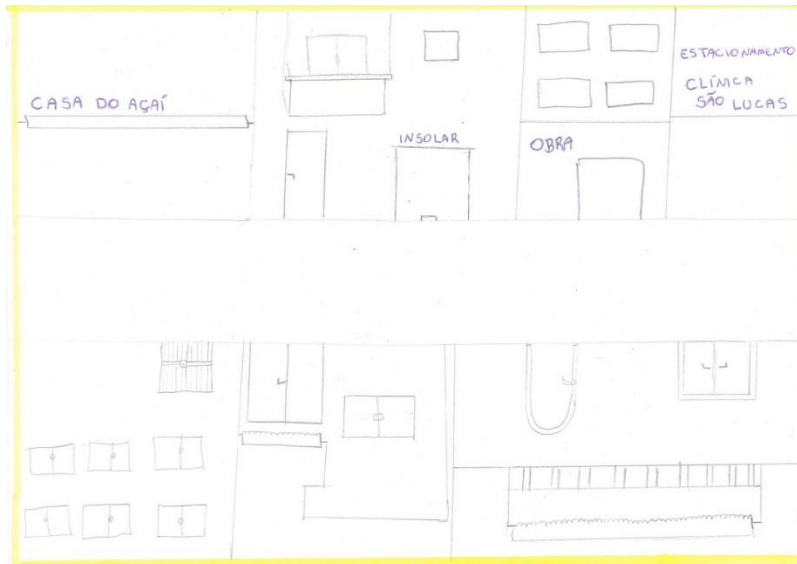 CASA DO AÇAÍ
INSOLAR
OBRA
ESTACIONAMENTO
CLÍNICA
SÃO LUCAS